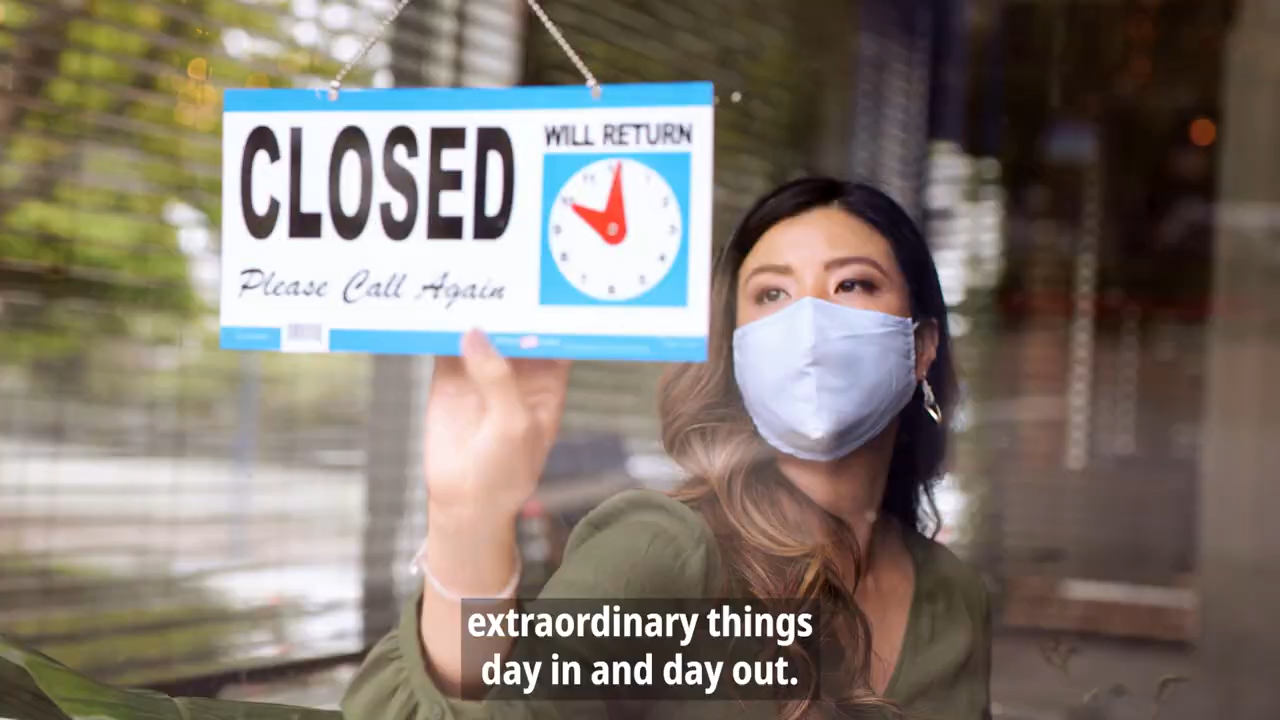 CLOSED
WILL RETURN
Please Call Again
extraordinary things
day in and day out.